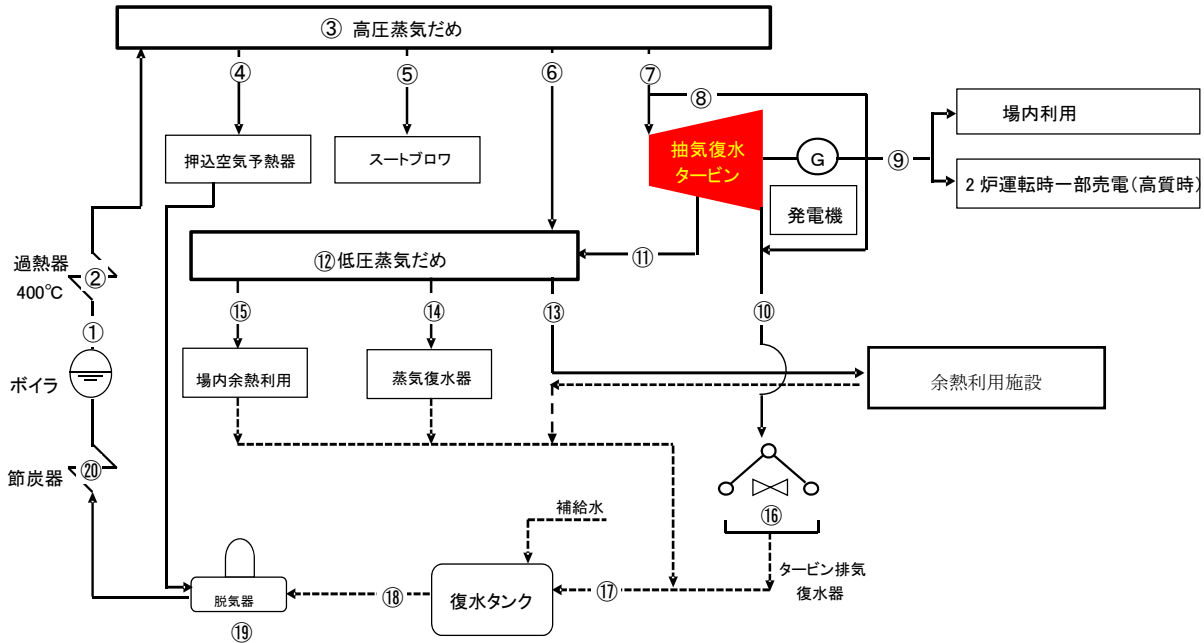 ③ 高圧蒸気だめ
④
⑤
⑥
⑦
⑧
押込空気予熱器
スートブロワ
抽気復水
タービン
G
⑨
場内利用
2 炉運転時一部売電(高質時)
発電機
過熱器
400℃
②
①
ボイラ
⑫低圧蒸気だめ
⑪
⑮
⑭
⑬
⑩
場内余熱利用
蒸気復水器
余熱利用施設
節炭器
⑳
補給水
⑯
タービン排気
復水器
脱気器
⑲
⑱
復水タンク
⑰